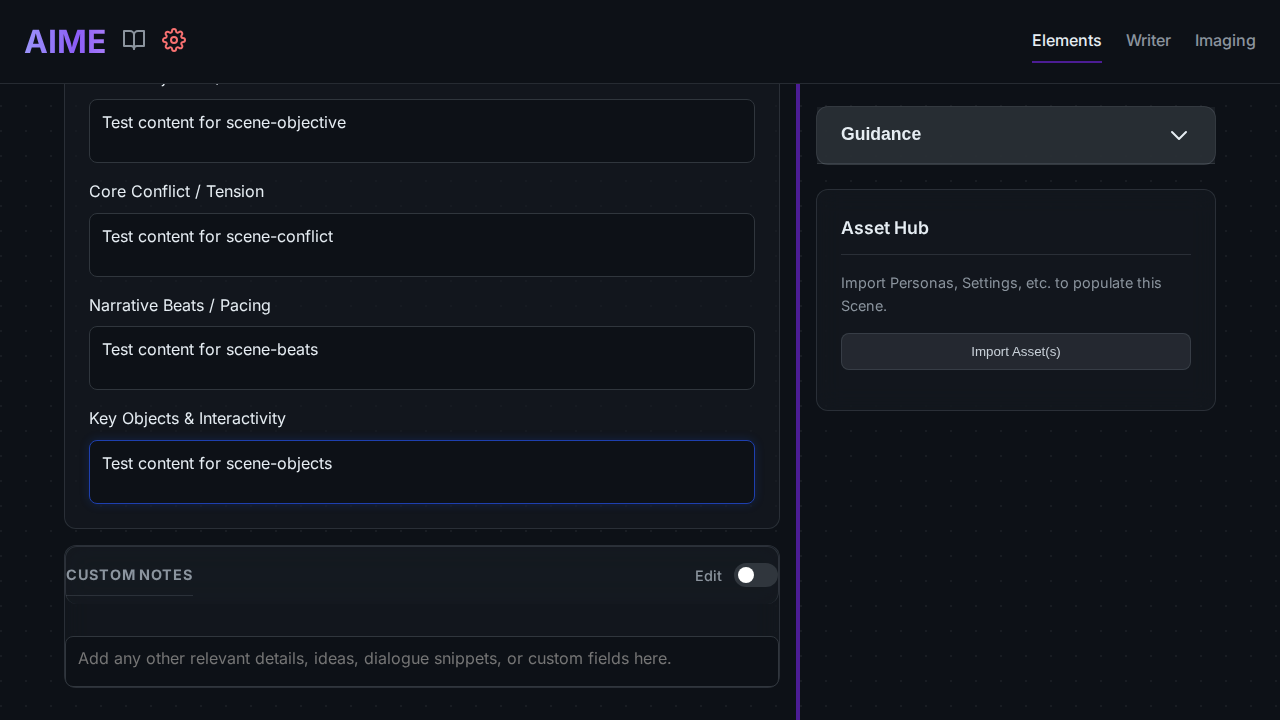 AIME
Elements
Writer
Imaging
Test content for scene-objective
Core Conflict / Tension
Test content for scene-conflict
Narrative Beats / Pacing
Test content for scene-beats
Key Objects & Interactivity
Test content for scene-objects
CUSTOM NOTES
Edit
Add any other relevant details, ideas, dialogue snippets, or custom fields here.
Guidance
Asset Hub
Import Personas, Settings, etc. to populate this
Scene.
Import Asset(s)